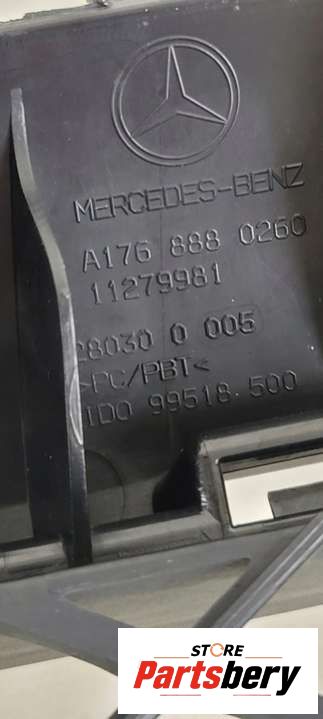 MERCEDES-BENZ
A176 888 0260
11279981
28030 0 005
>PC/PBT<
1D0 99518.500
STORE
Partsbery